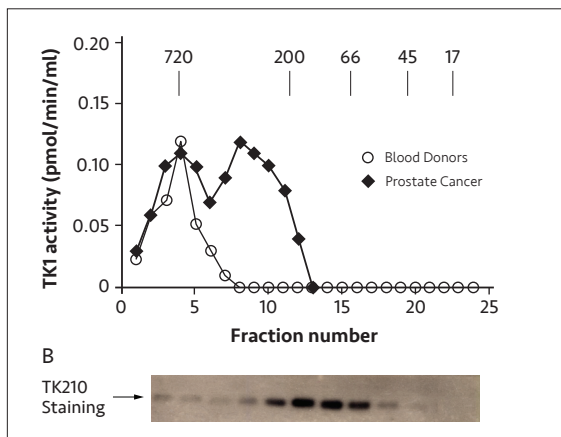 0.20
0.15
0.10
0.05
0
TK1 activity (pmol/min/ml)
720 200 66 45 17
Blood Donors
Prostate Cancer
0 5 10 15 20 25
Fraction number
B
TK210
Staining